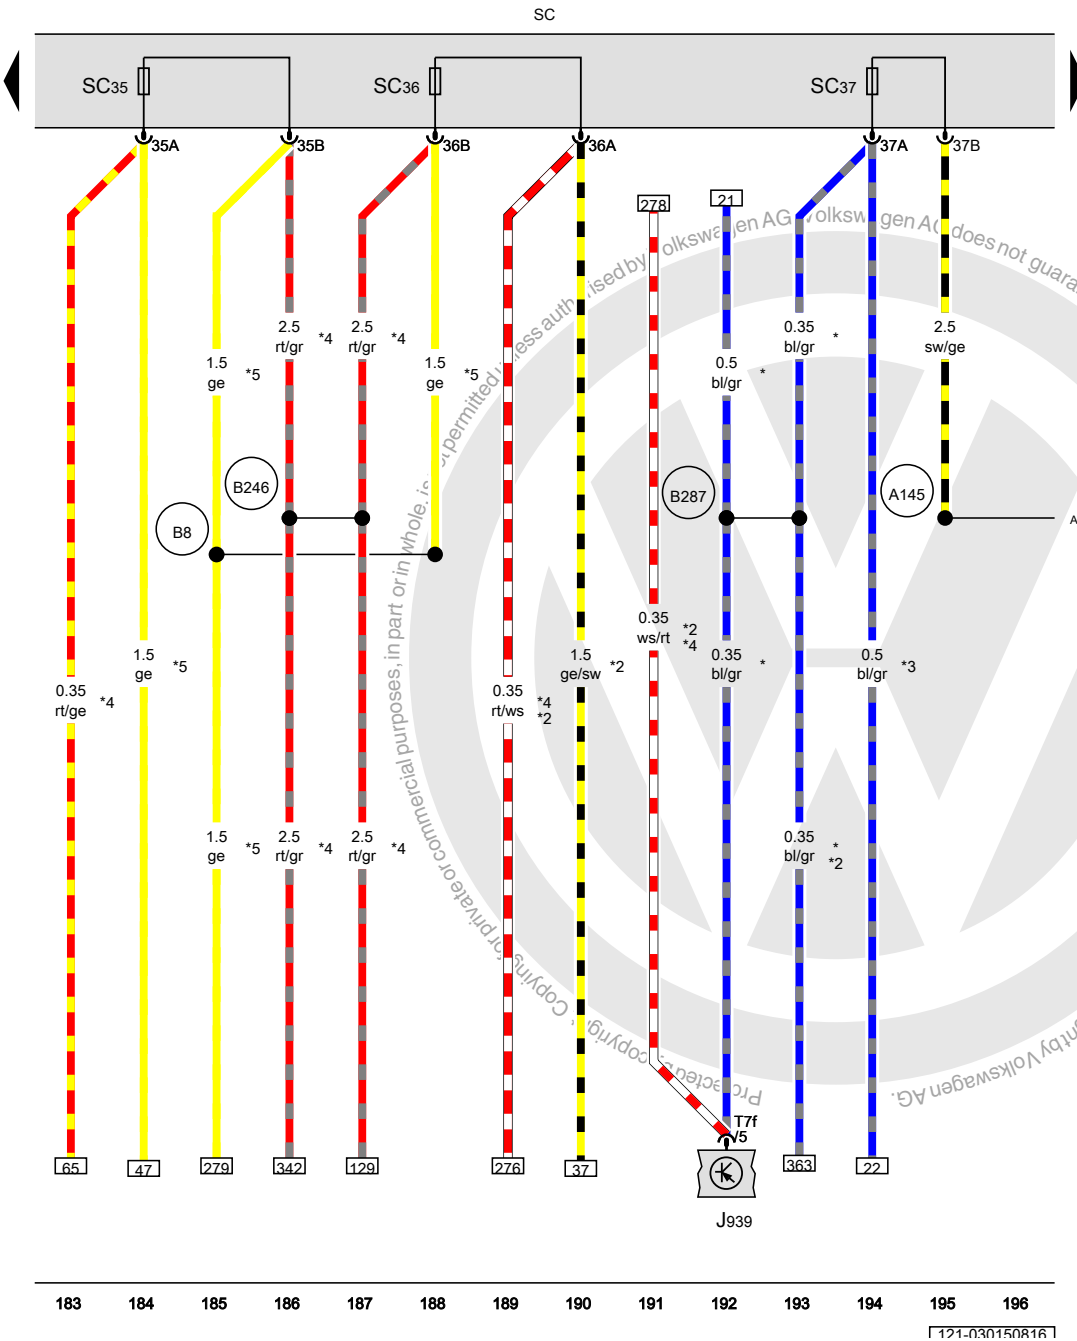 SC
SC35
SC36
SC37
35A
35B
36B
36A
37A
37B
278
21
2.5
rt/gr
*4
2.5
rt/gr
*4
0.35
bl/gr
*
2.5
sw/ge
1.5
ge
*5
1.5
ge
*5
0.5
bl/gr
*
B246
B287
A145
B8
A
0.35
ws/rt
*2
*4
1.5
ge
*5
1.5
ge/sw
*2
0.35
bl/gr
*
0.5
bl/gr
*3
0.35
rt/ge
*4
0.35
rt/ws
*4
*2
1.5
ge
*5
2.5
rt/gr
*4
2.5
rt/gr
*4
0.35
bl/gr
*
*2
T7f
/5
65
47
279
342
129
276
37
363
22
J939
183 184 185 186 187 188 189 190 191 192 193 194 195 196
121-030150816